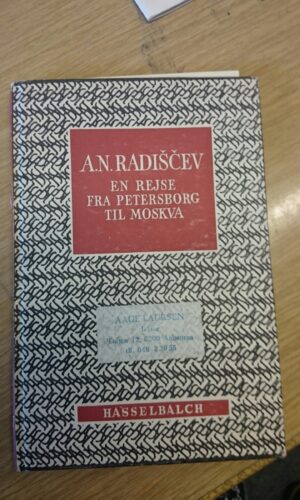 A.N. RADIŠČEV
EN REJSE
FRA PETERSBORG
TIL MOSKVA
AAGE LAURSEN
HASSELBALCH